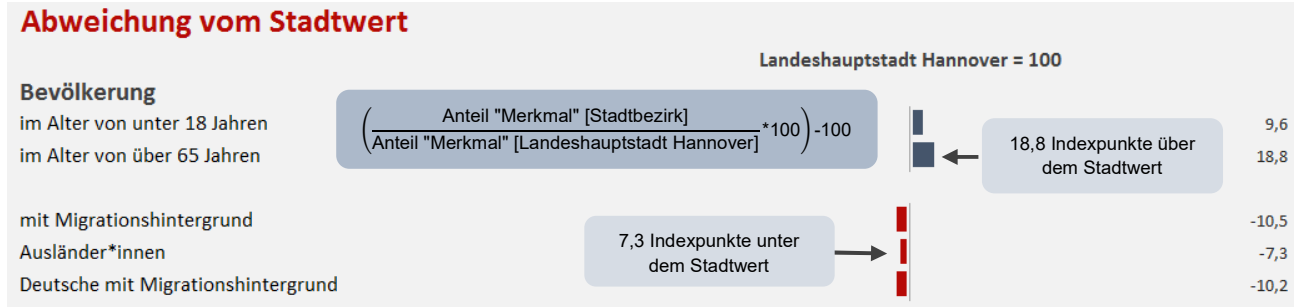 Abweichung vom Stadtwert
Landeshauptstadt Hannover = 100
Bevölkerung
im Alter von unter 18 Jahren
9,6
im Alter von über 65 Jahren
18,8
Anteil "Merkmal" [Stadtbezirk]
Anteil "Merkmal" [Landeshauptstadt Hannover]
( *100)-100
18,8 Indexpunkte über
dem Stadtwert
mit Migrationshintergrund
-10,5
Ausländer*innen
-7,3
Deutsche mit Migrationshintergrund
-10,2
7,3 Indexpunkte unter
dem Stadtwert